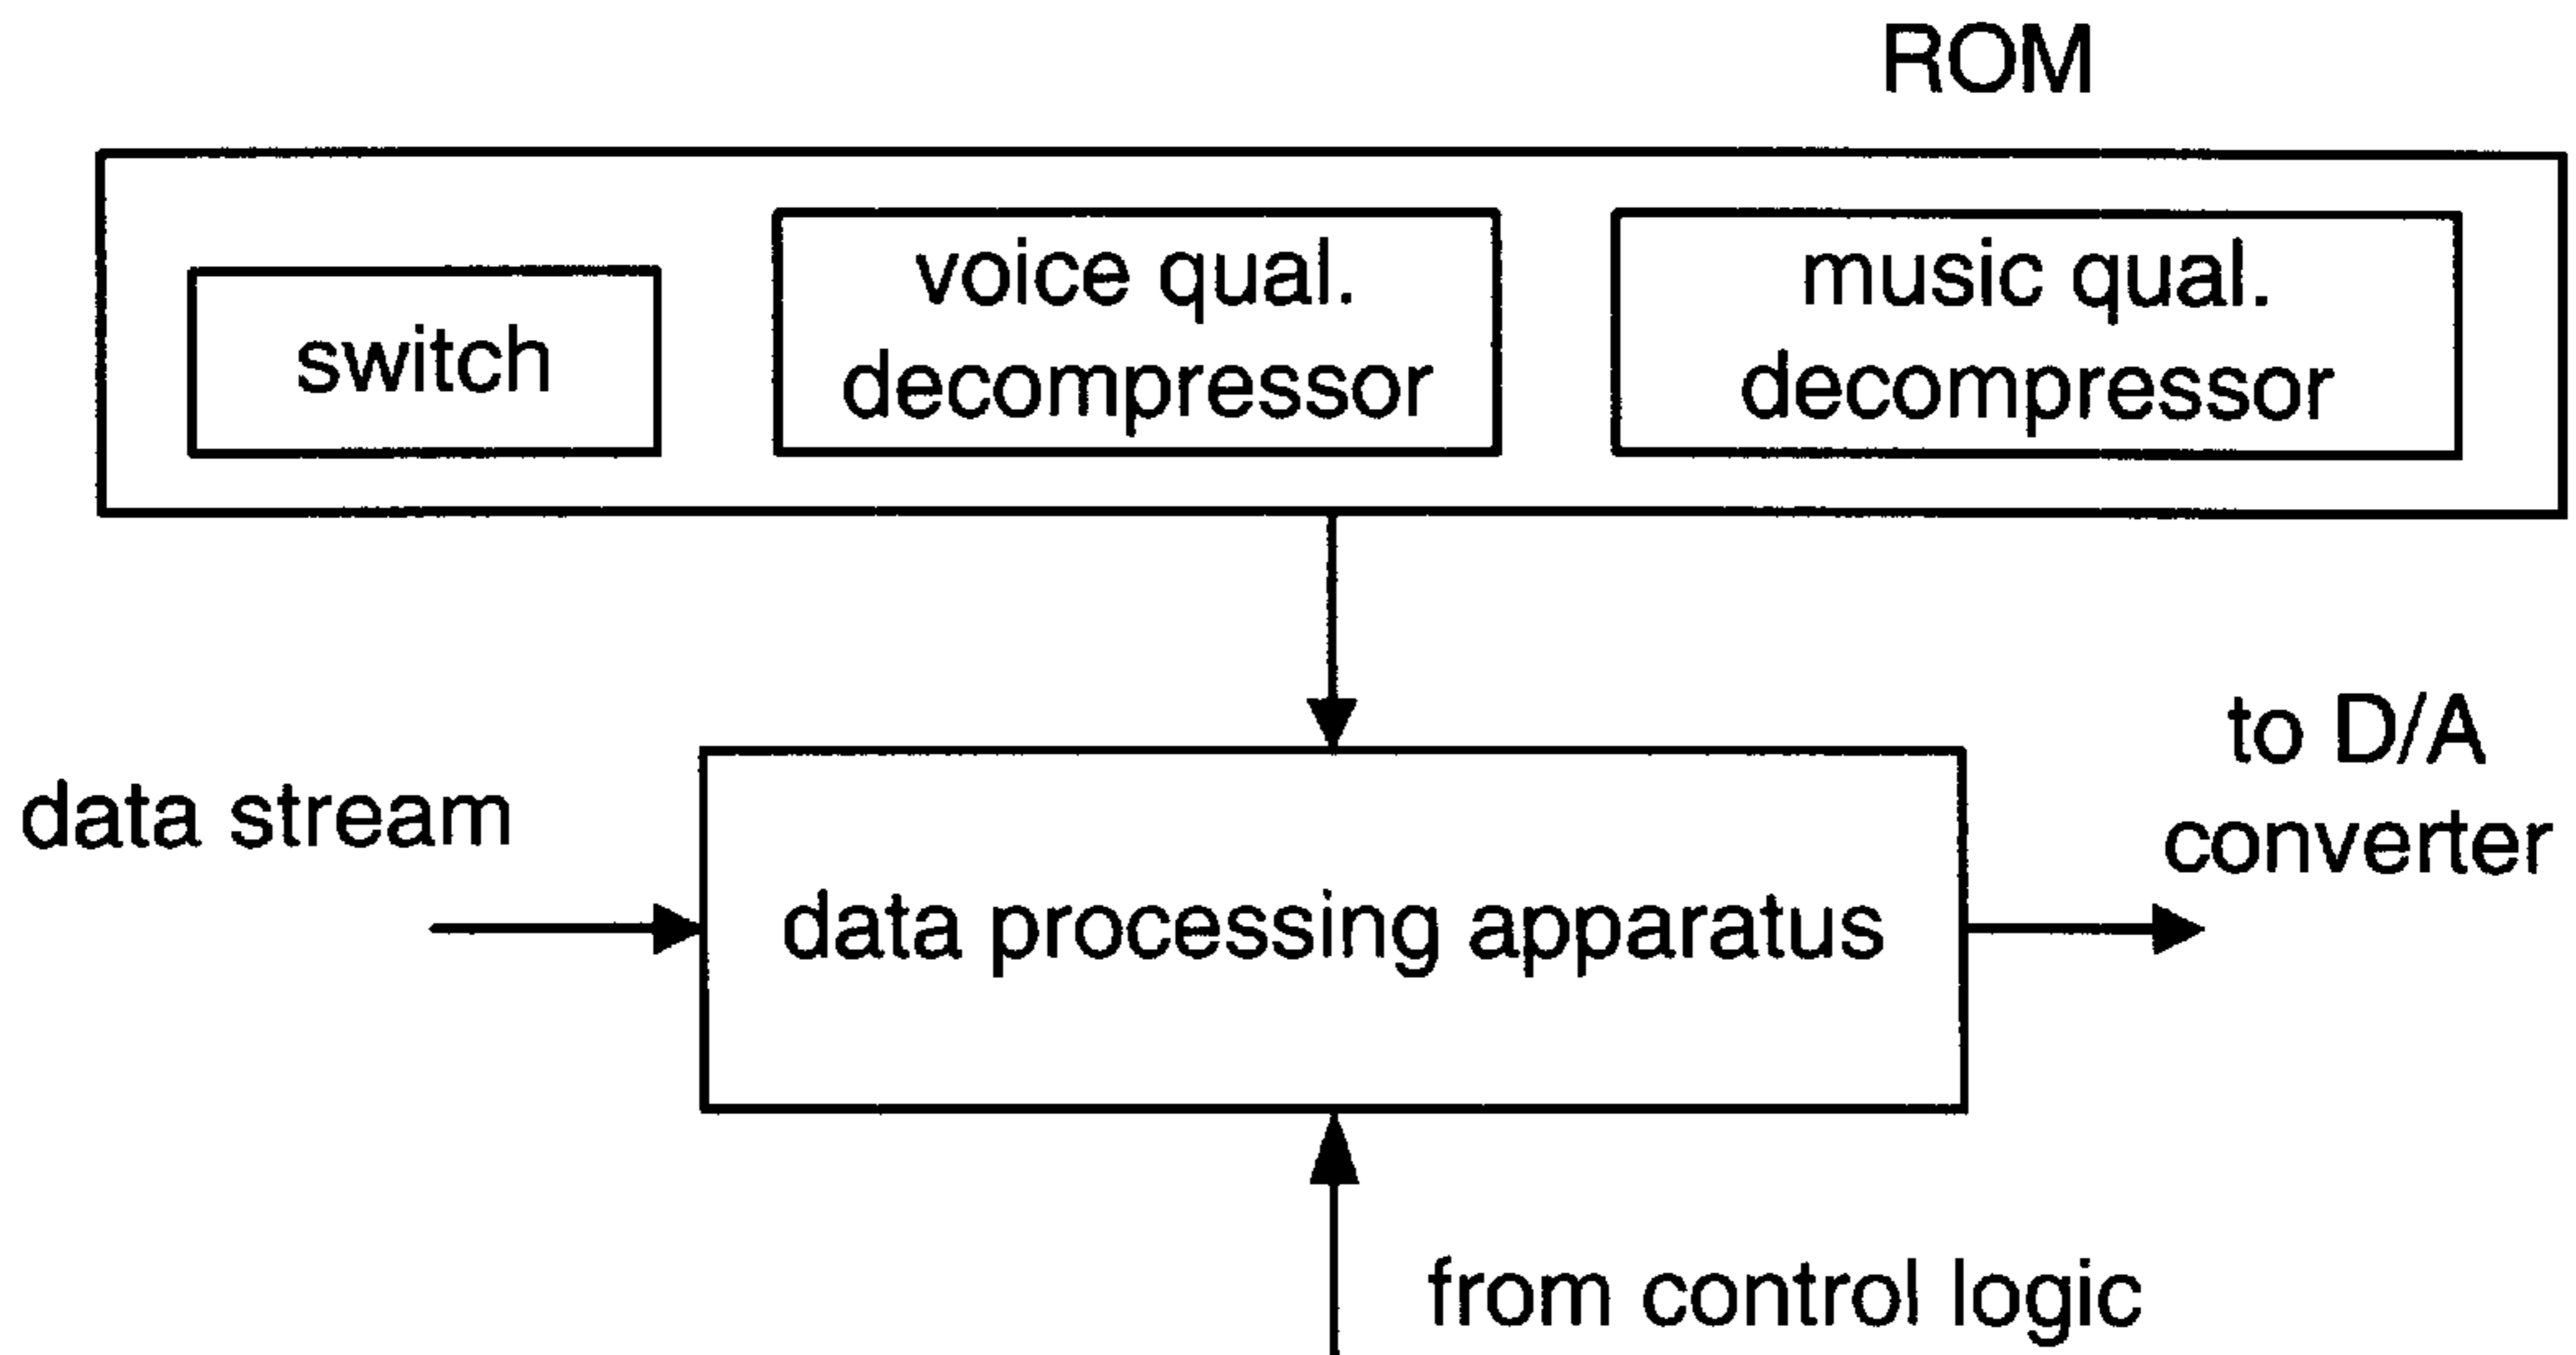 ROM
switch
voice qual.
decompressor
music qual.
decompressor
data stream
data processing apparatus
to D/A
converter
from control logic